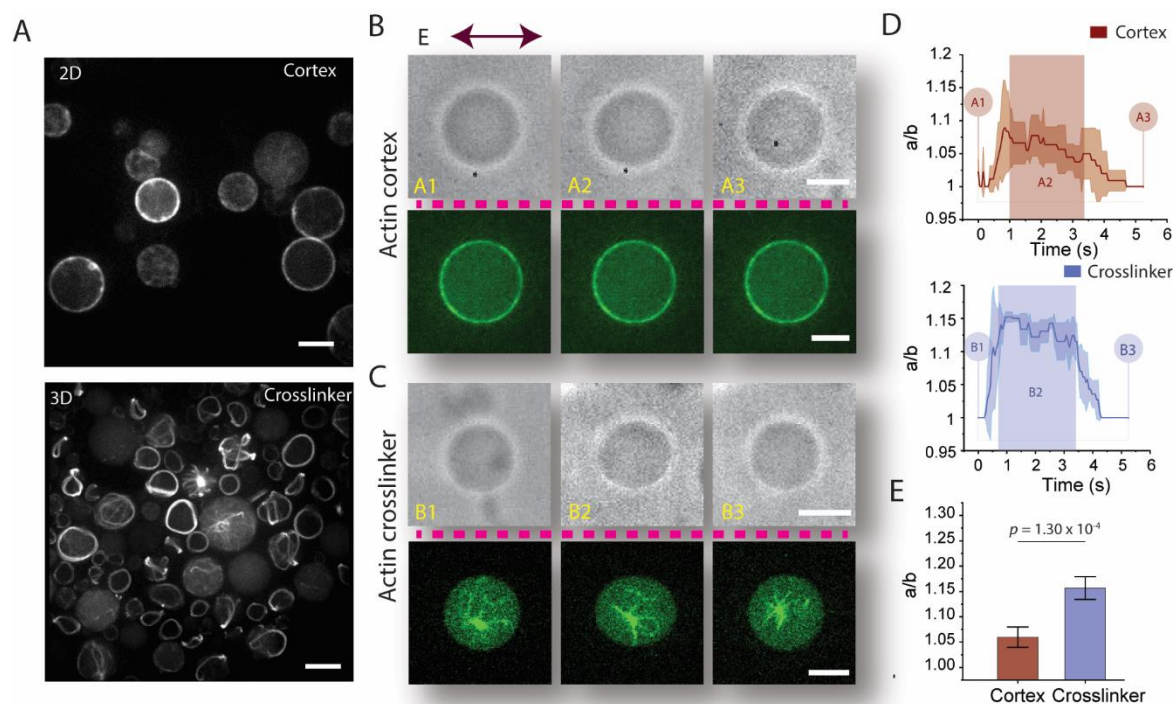 A
2D
Cortex
3D
Crosslinker
B
E
Actin cortex
A1
A2
A3
C
Actin crosslinker
B1
B2
B3
D
Cortex
1.2
1.15
1.1
1.05
1
0.95
a/b
A1
A2
A3
0 1 2 3 4 5 6
Time (s)
Crosslinker
1.2
1.15
1.1
1.05
1
0.95
a/b
B1
B2
B3
0 1 2 3 4 5 6
Time (s)
E
1.30
1.25
1.20
1.15
1.10
1.05
1.00
a/b
p = 1.30 x 10⁻⁴
Cortex Crosslinker